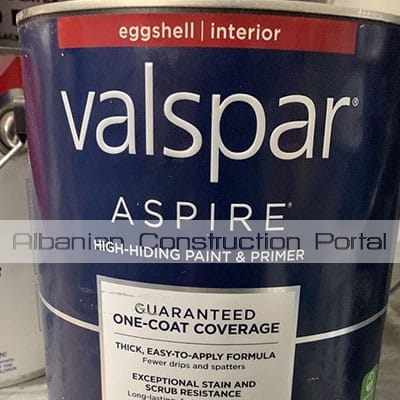 eggshell | interior
valspar®
ASPIRE
Albanian Construction Portal
HIGH-HIDING PAINT & PRIMER
GUARANTEED
ONE-COAT COVERAGE
THICK, EASY-TO-APPLY FORMULA
Fewer drips and spatters
EXCEPTIONAL STAIN AND
SCRUB RESISTANCE